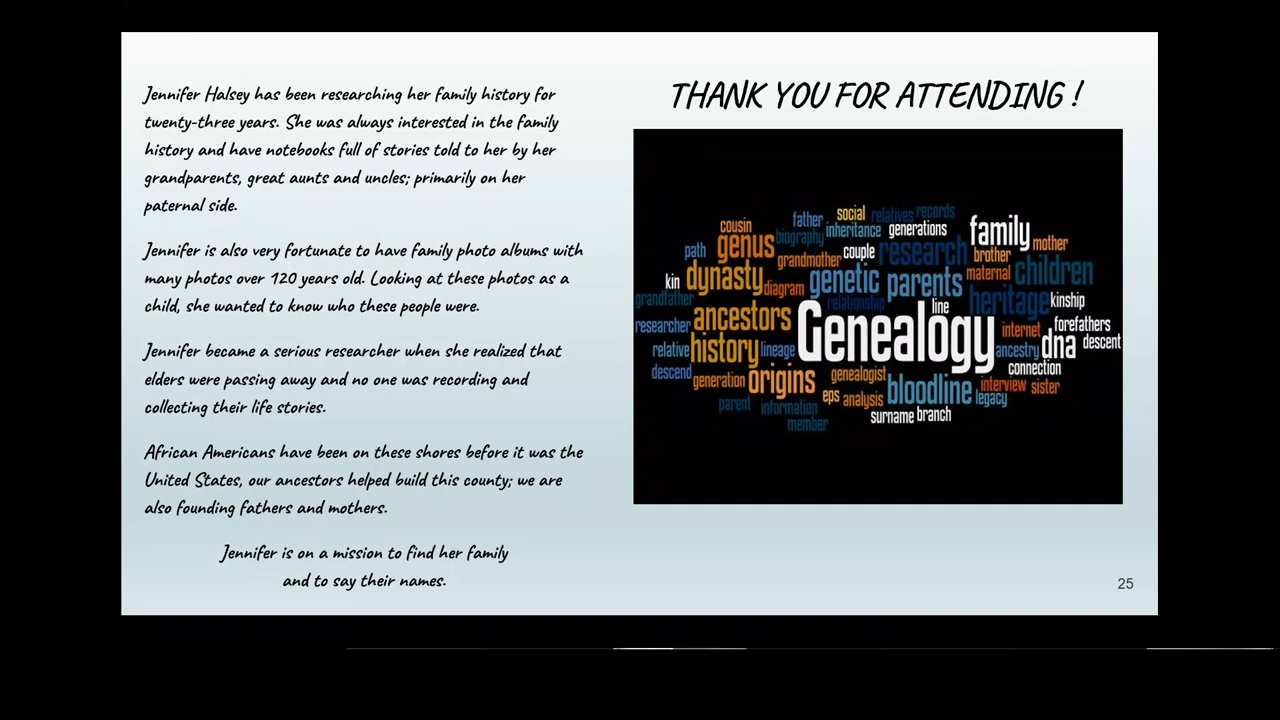 Jennifer Halsey has been researching her family history for
twenty-three years. She was always interested in the family
history and have notebooks full of stories told to her by her
grandparents, great aunts and uncles; primarily on her
paternal side.
Jennifer is also very fortunate to have family photo albums with
many photos over 120 years old. Looking at these photos as a
child, she wanted to know who these people were.
Jennifer became a serious researcher when she realized that
elders were passing away and no one was recording and
collecting their life stories.
African Americans have been on these shores before it was the
United States, our ancestors helped build this county; we are
also founding fathers and mothers.
Jennifer is on a mission to find her family
and to say their names.
THANK YOU FOR ATTENDING !
cousin father social relatives records
path genus biography inheritance generations family mother
kin dynasty grandmother couple research brother
diagram genetic parents maternal children
grandfather relationship line heritage kinship
researcher ancestors Genealogy internet forefathers
relative history lineage ancestry dna descent
descend generation origins genealogist bloodline connection
eps analysis interview sister
parent information surname branch legacy
member
25